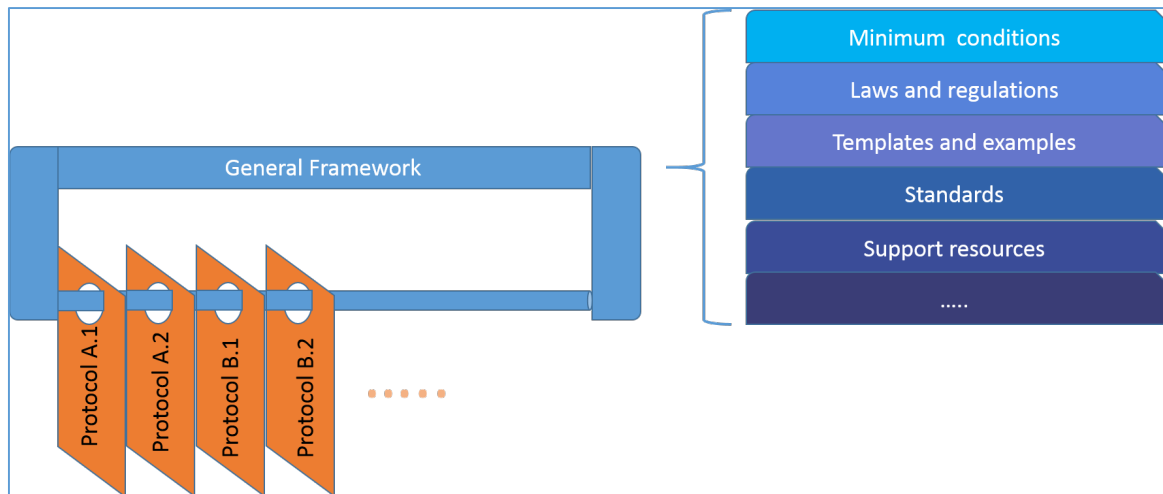 General Framework
Protocol A.1
Protocol A.2
Protocol B.1
Protocol B.2
Minimum conditions
Laws and regulations
Templates and examples
Standards
Support resources
.....